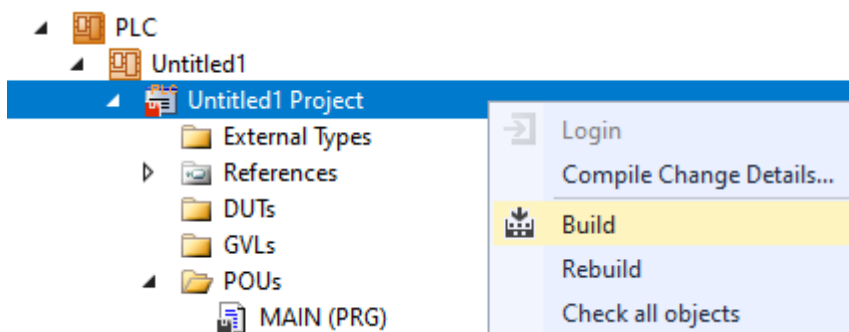 PLC
Untitled1
Untitled1 Project
External Types
References
DUTs
GVLs
POUs
MAIN (PRG)
Login
Compile Change Details...
Build
Rebuild
Check all objects